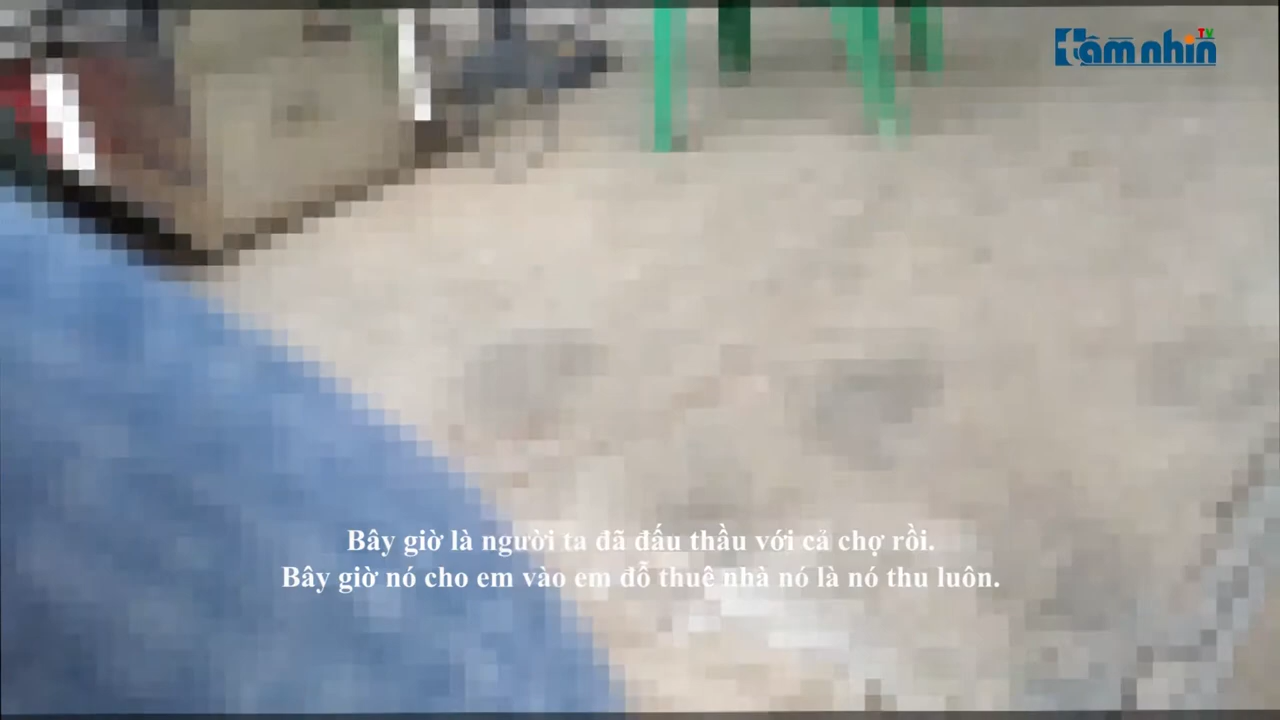 tầm nhìn TV
Bây giờ là người ta đã đấu thầu với cả chợ rồi.
Bây giờ nó cho em vào em đỗ thuê nhà nó là nó thu luôn.